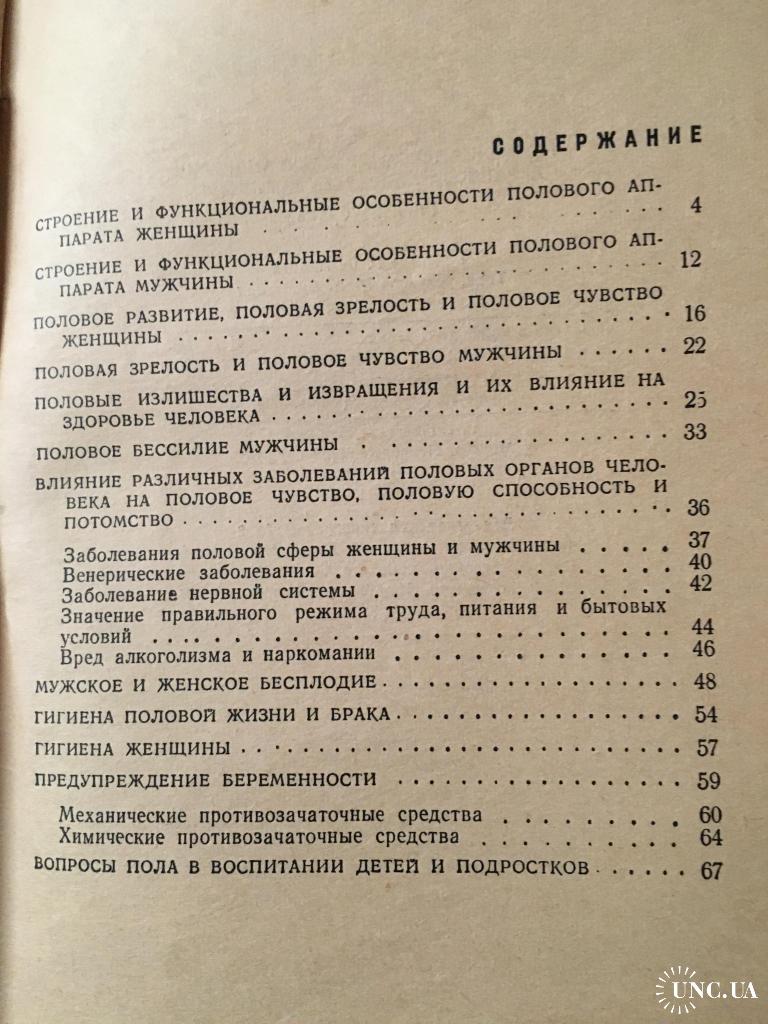 СОДЕРЖАНИЕ
СТРОЕНИЕ И ФУНКЦИОНАЛЬНЫЕ ОСОБЕННОСТИ ПОЛОВОГО АП-
ПАРАТА ЖЕНЩИНЫ . . . . . . . . . . 4
СТРОЕНИЕ И ФУНКЦИОНАЛЬНЫЕ ОСОБЕННОСТИ ПОЛОВОГО АП-
ПАРАТА МУЖЧИНЫ . . . . . . . . . . 12
ПОЛОВОЕ РАЗВИТИЕ, ПОЛОВАЯ ЗРЕЛОСТЬ И ПОЛОВОЕ ЧУВСТВО
ЖЕНЩИНЫ . . . . . . . . . . 16
ПОЛОВАЯ ЗРЕЛОСТЬ И ПОЛОВОЕ ЧУВСТВО МУЖЧИНЫ . . . . . . 22
ПОЛОВЫЕ ИЗЛИШЕСТВА И ИЗВРАЩЕНИЯ И ИХ ВЛИЯНИЕ НА
ЗДОРОВЬЕ ЧЕЛОВЕКА . . . . . . . . . . 25
ПОЛОВОЕ БЕССИЛИЕ МУЖЧИНЫ . . . . . . . . . . 33
ВЛИЯНИЕ РАЗЛИЧНЫХ ЗАБОЛЕВАНИЙ ПОЛОВЫХ ОРГАНОВ ЧЕЛО-
ВЕКА НА ПОЛОВОЕ ЧУВСТВО, ПОЛОВУЮ СПОСОБНОСТЬ И
ПОТОМСТВО . . . . . . . . . . 36
Заболевания половой сферы женщины и мужчины . . . . . 37
Венерические заболевания . . . . . . . . . . 40
Заболевание нервной системы . . . . . . . . . . 42
Значение правильного режима труда, питания и бытовых
условий . . . . . . . . . . 44
Вред алкоголизма и наркомании . . . . . . . . . . 46
МУЖСКОЕ И ЖЕНСКОЕ БЕСПЛОДИЕ . . . . . . . . . . 48
ГИГИЕНА ПОЛОВОЙ ЖИЗНИ И БРАКА . . . . . . . . . . 54
ГИГИЕНА ЖЕНЩИНЫ . . . . . . . . . . 57
ПРЕДУПРЕЖДЕНИЕ БЕРЕМЕННОСТИ . . . . . . . . . . 59
Механические противозачаточные средства . . . . . . . . 60
Химические противозачаточные средства . . . . . . . . 64
ВОПРОСЫ ПОЛА В ВОСПИТАНИИ ДЕТЕЙ И ПОДРОСТКОВ . . . . . . 67
UNC.UA